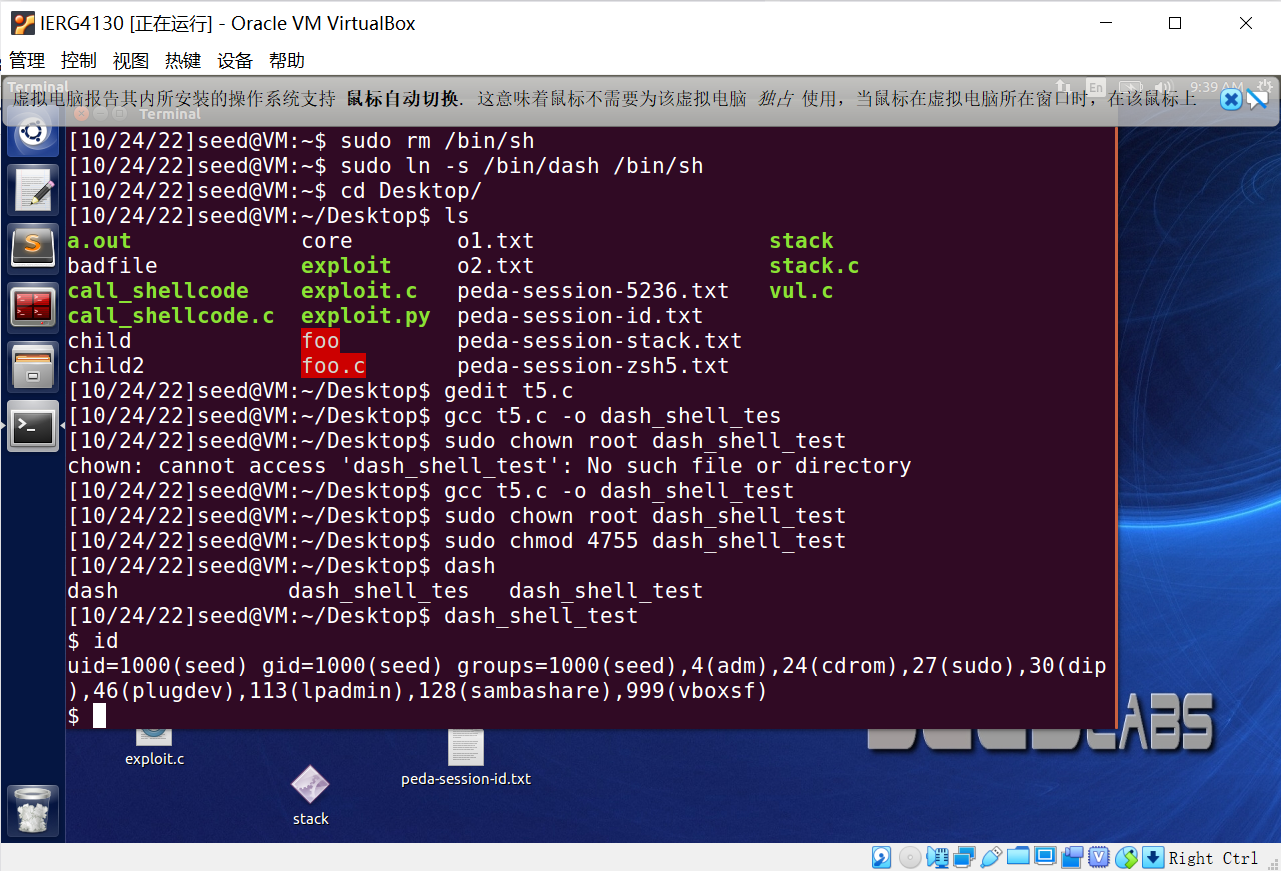 IERG4130 [正在运行] - Oracle VM VirtualBox
管理 控制 视图 热键 设备 帮助
Terminal En 9:39 AM
虚拟电脑报告其内所安装的操作系统支持 鼠标自动切换. 这意味着鼠标不需要为该虚拟电脑 独占 使用，当鼠标在虚拟电脑所在窗口时，在该鼠标上
Terminal
[10/24/22]seed@VM:~$ sudo rm /bin/sh
[10/24/22]seed@VM:~$ sudo ln -s /bin/dash /bin/sh
[10/24/22]seed@VM:~$ cd Desktop/
[10/24/22]seed@VM:~/Desktop$ ls
a.out core o1.txt stack
badfile exploit o2.txt stack.c
call_shellcode exploit.c peda-session-5236.txt vul.c
call_shellcode.c exploit.py peda-session-id.txt
child foo peda-session-stack.txt
child2 foo.c peda-session-zsh5.txt
[10/24/22]seed@VM:~/Desktop$ gedit t5.c
[10/24/22]seed@VM:~/Desktop$ gcc t5.c -o dash_shell_tes
[10/24/22]seed@VM:~/Desktop$ sudo chown root dash_shell_test
chown: cannot access 'dash_shell_test': No such file or directory
[10/24/22]seed@VM:~/Desktop$ gcc t5.c -o dash_shell_test
[10/24/22]seed@VM:~/Desktop$ sudo chown root dash_shell_test
[10/24/22]seed@VM:~/Desktop$ sudo chmod 4755 dash_shell_test
[10/24/22]seed@VM:~/Desktop$ dash
dash dash_shell_tes dash_shell_test
[10/24/22]seed@VM:~/Desktop$ dash_shell_test
$ id
uid=1000(seed) gid=1000(seed) groups=1000(seed),4(adm),24(cdrom),27(sudo),30(dip
),46(plugdev),113(lpadmin),128(sambashare),999(vboxsf)
$
exploit.c
peda-session-id.txt
stack
Right Ctrl